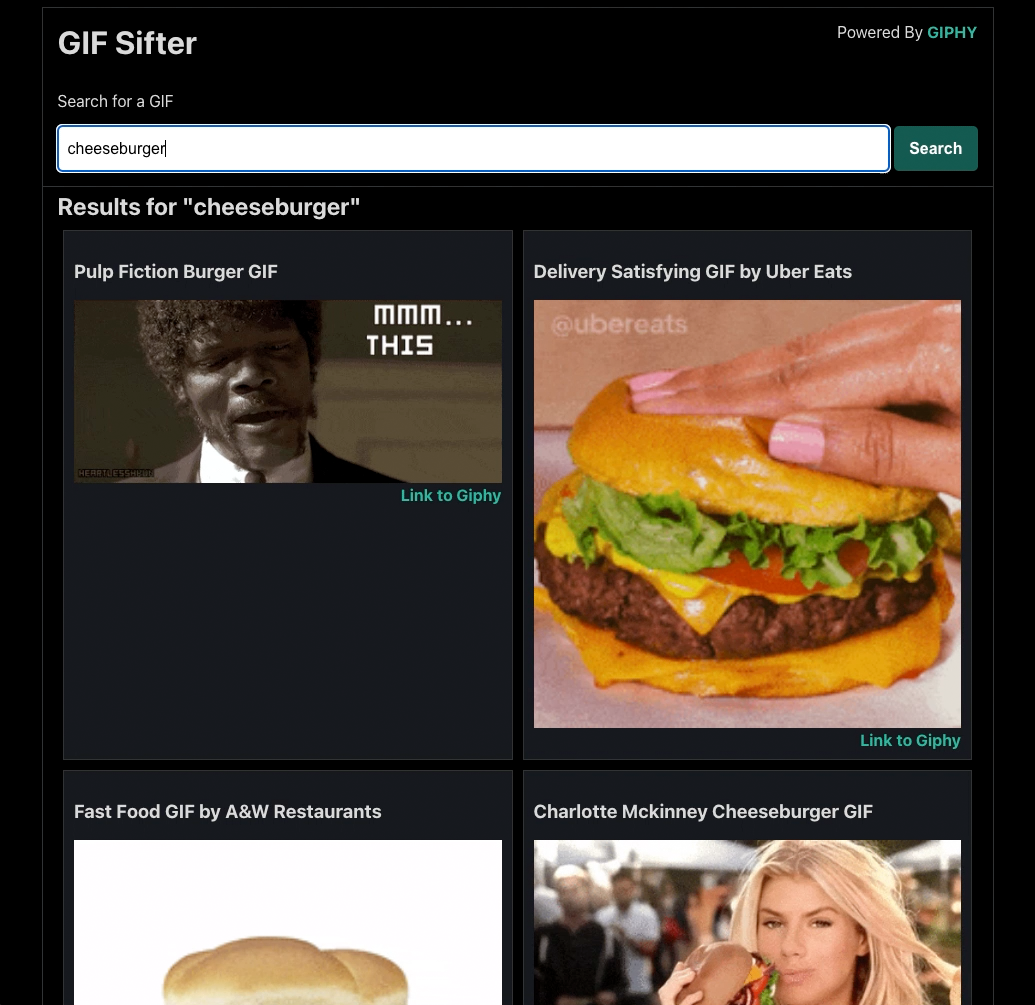 GIF Sifter
Powered By GIPHY
Search for a GIF
cheeseburger
Search
Results for "cheeseburger"
Pulp Fiction Burger GIF
MMM...
THIS
Link to Giphy
Delivery Satisfying GIF by Uber Eats
@ubereats
Link to Giphy
Fast Food GIF by A&W Restaurants
Charlotte Mckinney Cheeseburger GIF